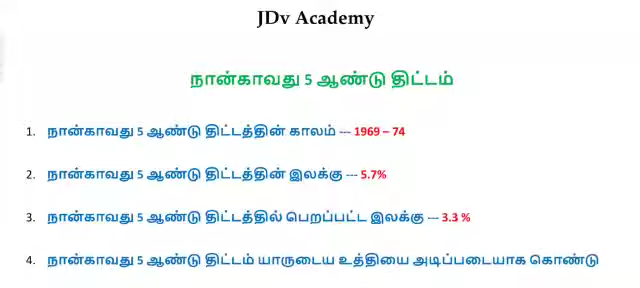 JDv Academy
நான்காவது 5 ஆண்டு திட்டம்
1. நான்காவது 5 ஆண்டு திட்டத்தின் காலம் --- 1969 – 74
2. நான்காவது 5 ஆண்டு திட்டத்தின் இலக்கு --- 5.7%
3. நான்காவது 5 ஆண்டு திட்டத்தில் பெறப்பட்ட இலக்கு --- 3.3 %
4. நான்காவது 5 ஆண்டு திட்டம் யாருடைய உத்தியை அடிப்படையாக கொண்டு